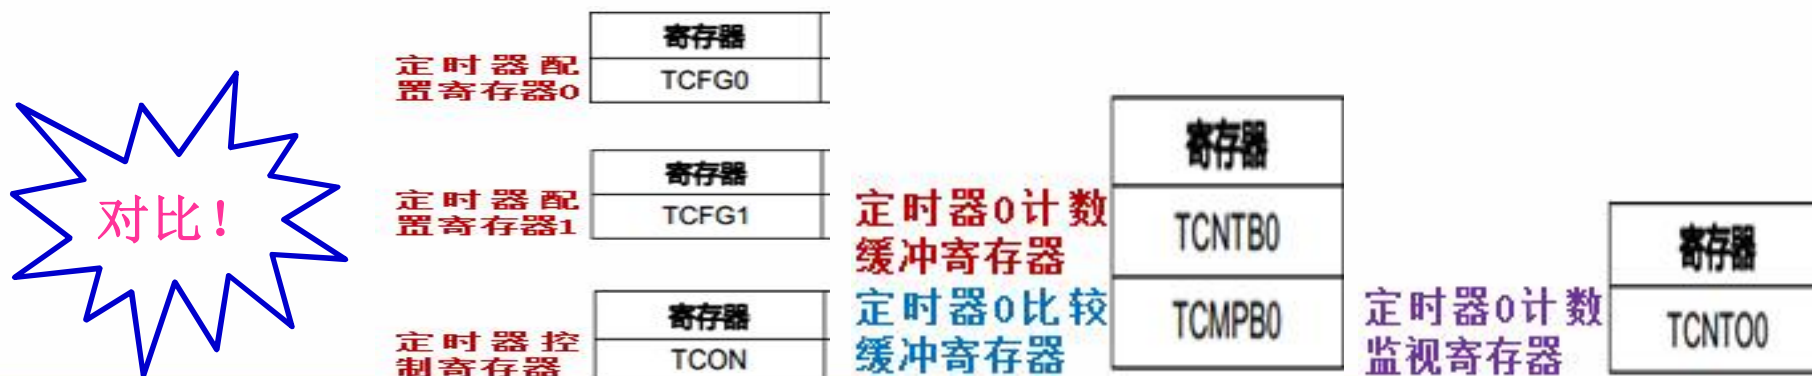 对比！
定时器配
置寄存器0
寄存器
TCFG0
定时器配
置寄存器1
寄存器
TCFG1
定时器控
制寄存器
寄存器
TCON
定时器0计数
缓冲寄存器
定时器0比较
缓冲寄存器
寄存器
TCNTB0
TCMPB0
定时器0计数
监视寄存器
寄存器
TCNTO0